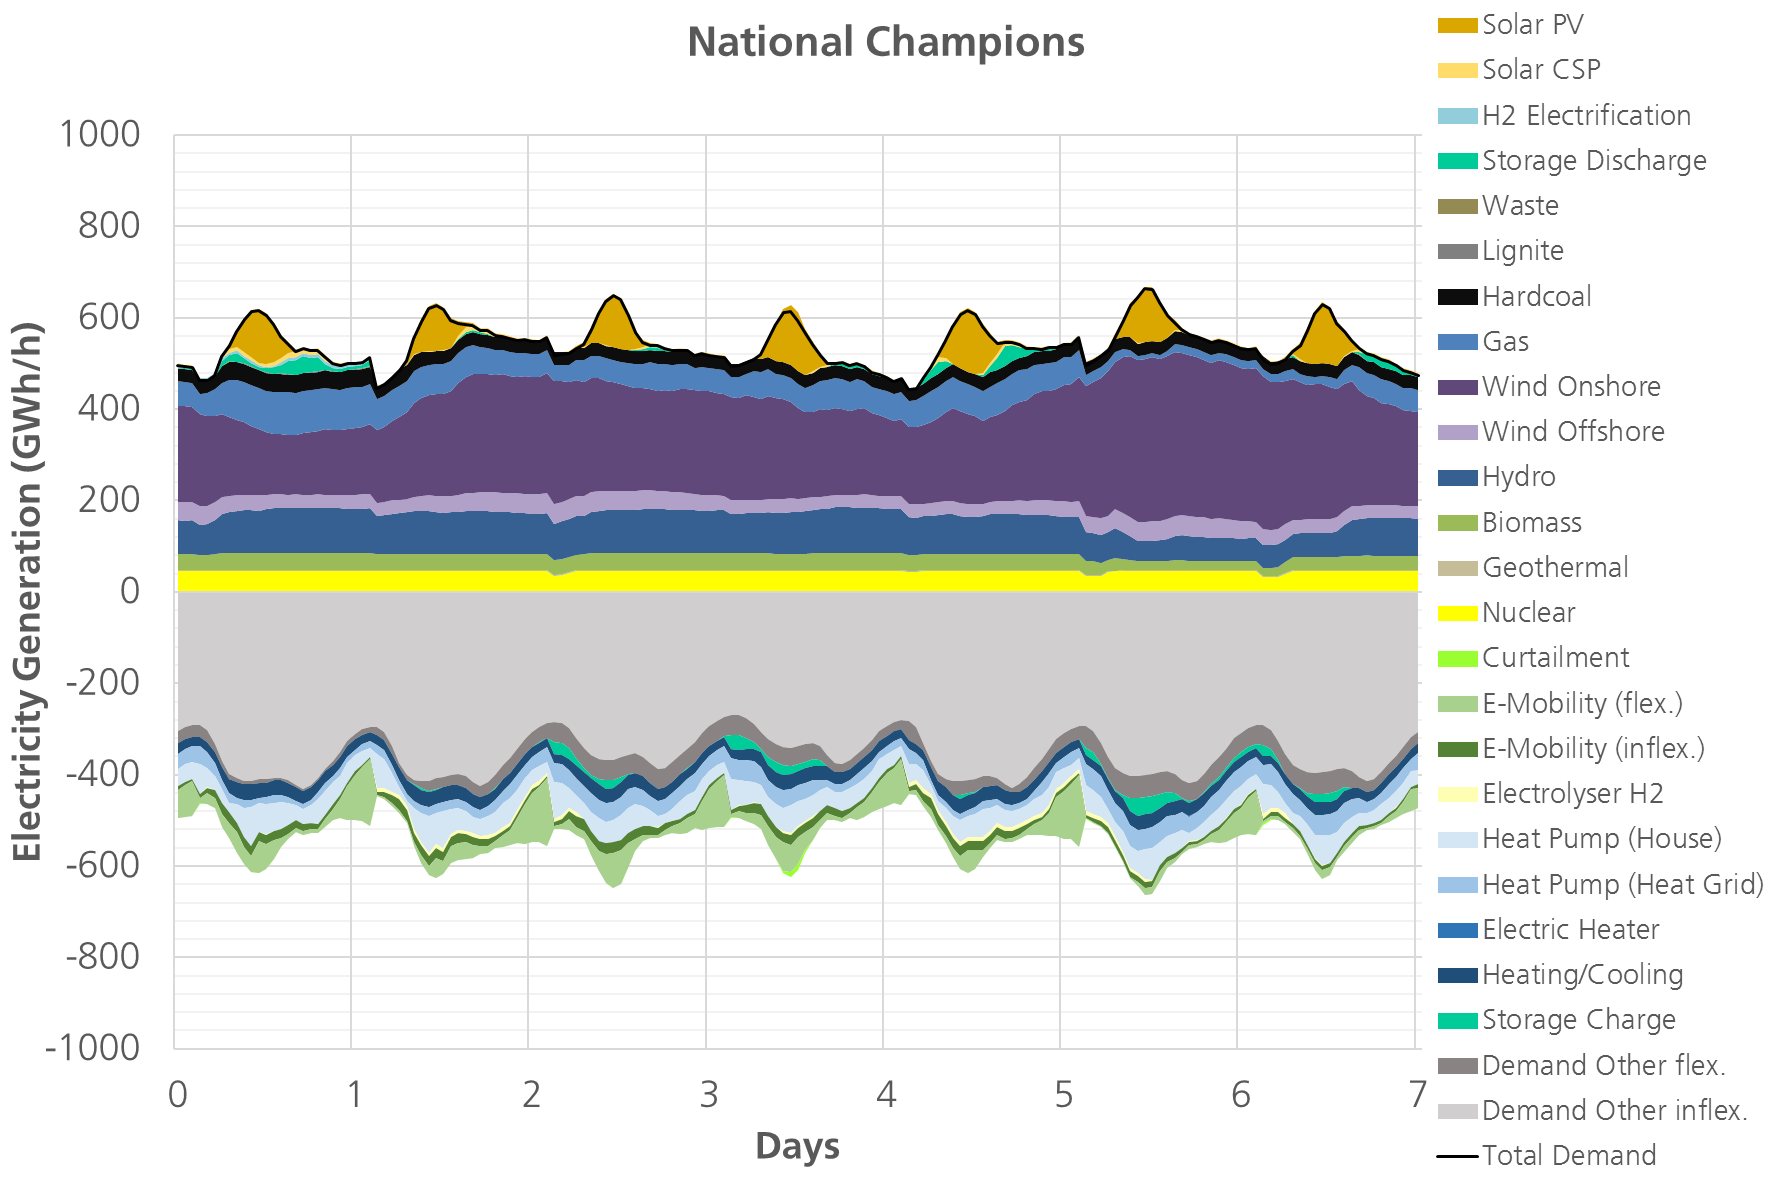 National Champions
Electricity Generation (GWh/h)
1000
800
600
400
200
0
-200
-400
-600
-800
-1000
0 1 2 3 4 5 6 7
Days
Solar PV
Solar CSP
H2 Electrification
Storage Discharge
Waste
Lignite
Hardcoal
Gas
Wind Onshore
Wind Offshore
Hydro
Biomass
Geothermal
Nuclear
Curtailment
E-Mobility (flex.)
E-Mobility (inflex.)
Electrolyser H2
Heat Pump (House)
Heat Pump (Heat Grid)
Electric Heater
Heating/Cooling
Storage Charge
Demand Other flex.
Demand Other inflex.
Total Demand